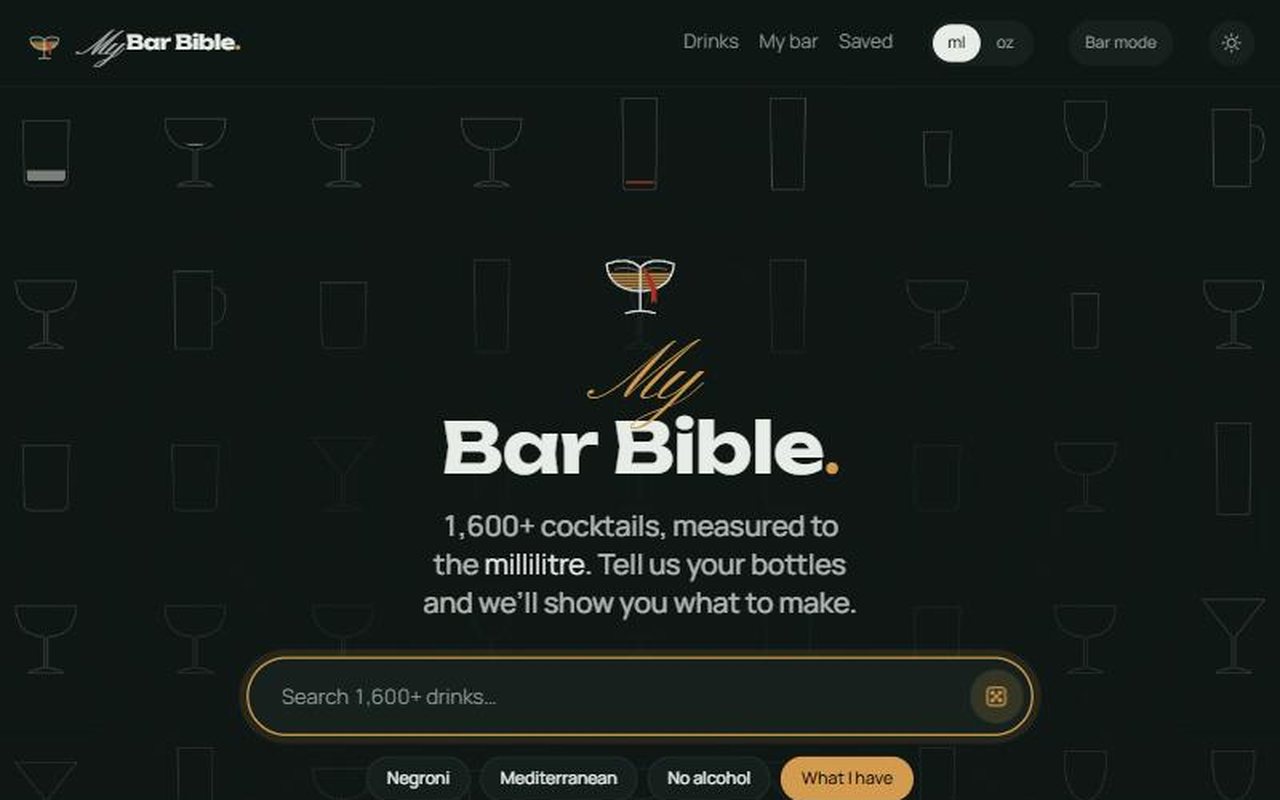 My Bar Bible.
Drinks My bar Saved ml oz Bar mode
My
Bar Bible.
1,600+ cocktails, measured to
the millilitre. Tell us your bottles
and we’ll show you what to make.
Search 1,600+ drinks…
Negroni Mediterranean No alcohol What I have